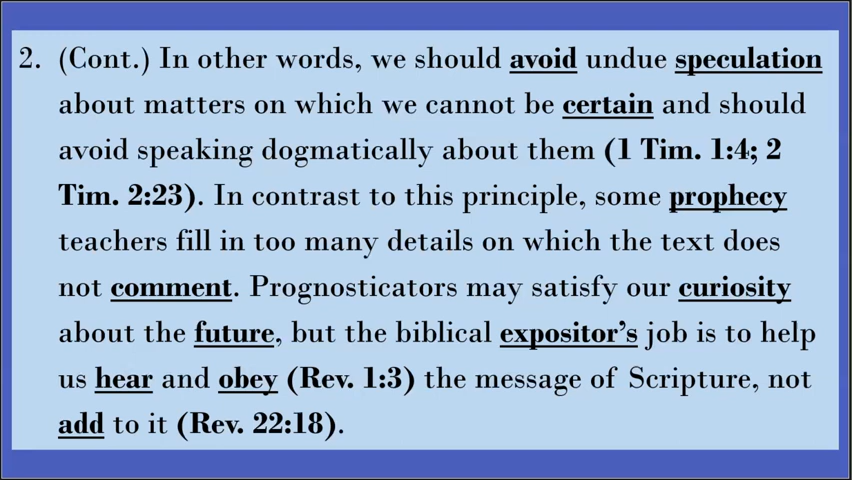 2. (Cont.) In other words, we should avoid undue speculation
about matters on which we cannot be certain and should
avoid speaking dogmatically about them (1 Tim. 1:4; 2
Tim. 2:23). In contrast to this principle, some prophecy
teachers fill in too many details on which the text does
not comment. Prognosticators may satisfy our curiosity
about the future, but the biblical expositor’s job is to help
us hear and obey (Rev. 1:3) the message of Scripture, not
add to it (Rev. 22:18).